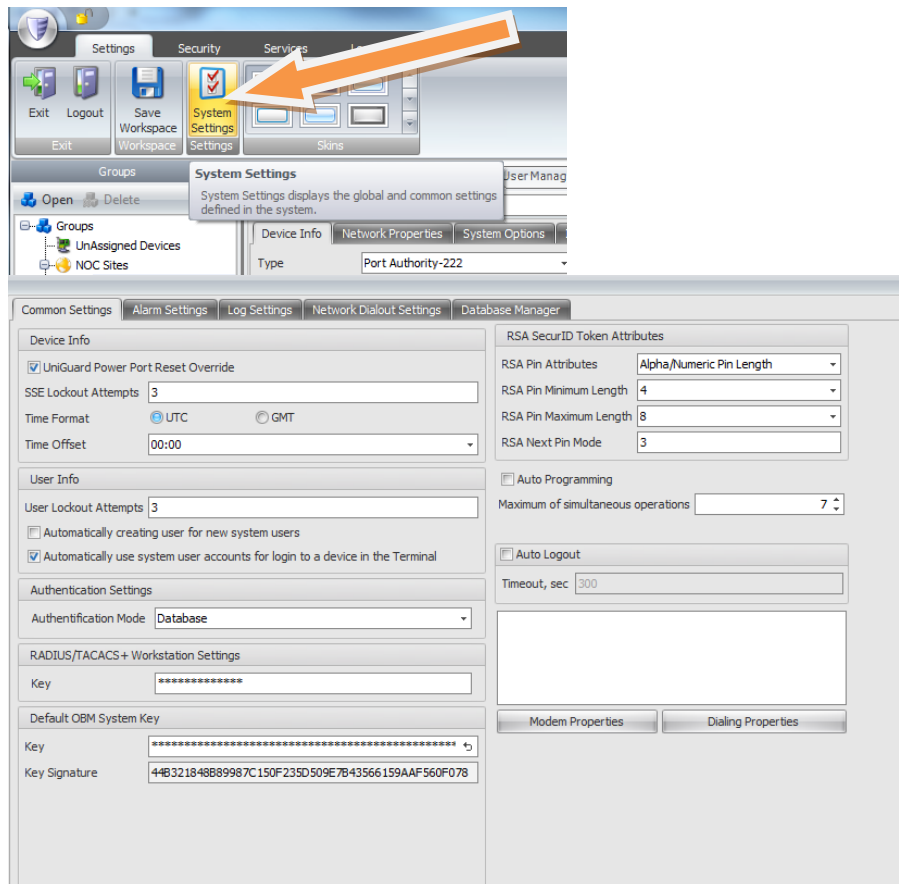 Settings Security Services
Exit Logout Save Workspace System Settings
Exit Workspace Settings Skins
Groups
System Settings
System Settings displays the global and common settings
defined in the system.
User Manag
Open Delete
Groups
UnAssigned Devices
NOC Sites
Device Info Network Properties System Options
Type Port Authority-222
Common Settings Alarm Settings Log Settings Network Dialout Settings Database Manager
Device Info
UniGuard Power Port Reset Override
SSE Lockout Attempts 3
Time Format UTC GMT
Time Offset 00:00
User Info
User Lockout Attempts 3
Automatically creating user for new system users
Automatically use system user accounts for login to a device in the Terminal
Authentication Settings
Authentification Mode Database
RADIUS/TACACS+ Workstation Settings
Key *************
Default OBM System Key
Key ***********************************************
Key Signature 44B321848B89987C150F235D509E7B43566159AAF560F078
RSA SecurID Token Attributes
RSA Pin Attributes Alpha/Numeric Pin Length
RSA Pin Minimum Length 4
RSA Pin Maximum Length 8
RSA Next Pin Mode 3
Auto Programming
Maximum of simultaneous operations 7
Auto Logout
Timeout, sec 300
Modem Properties Dialing Properties